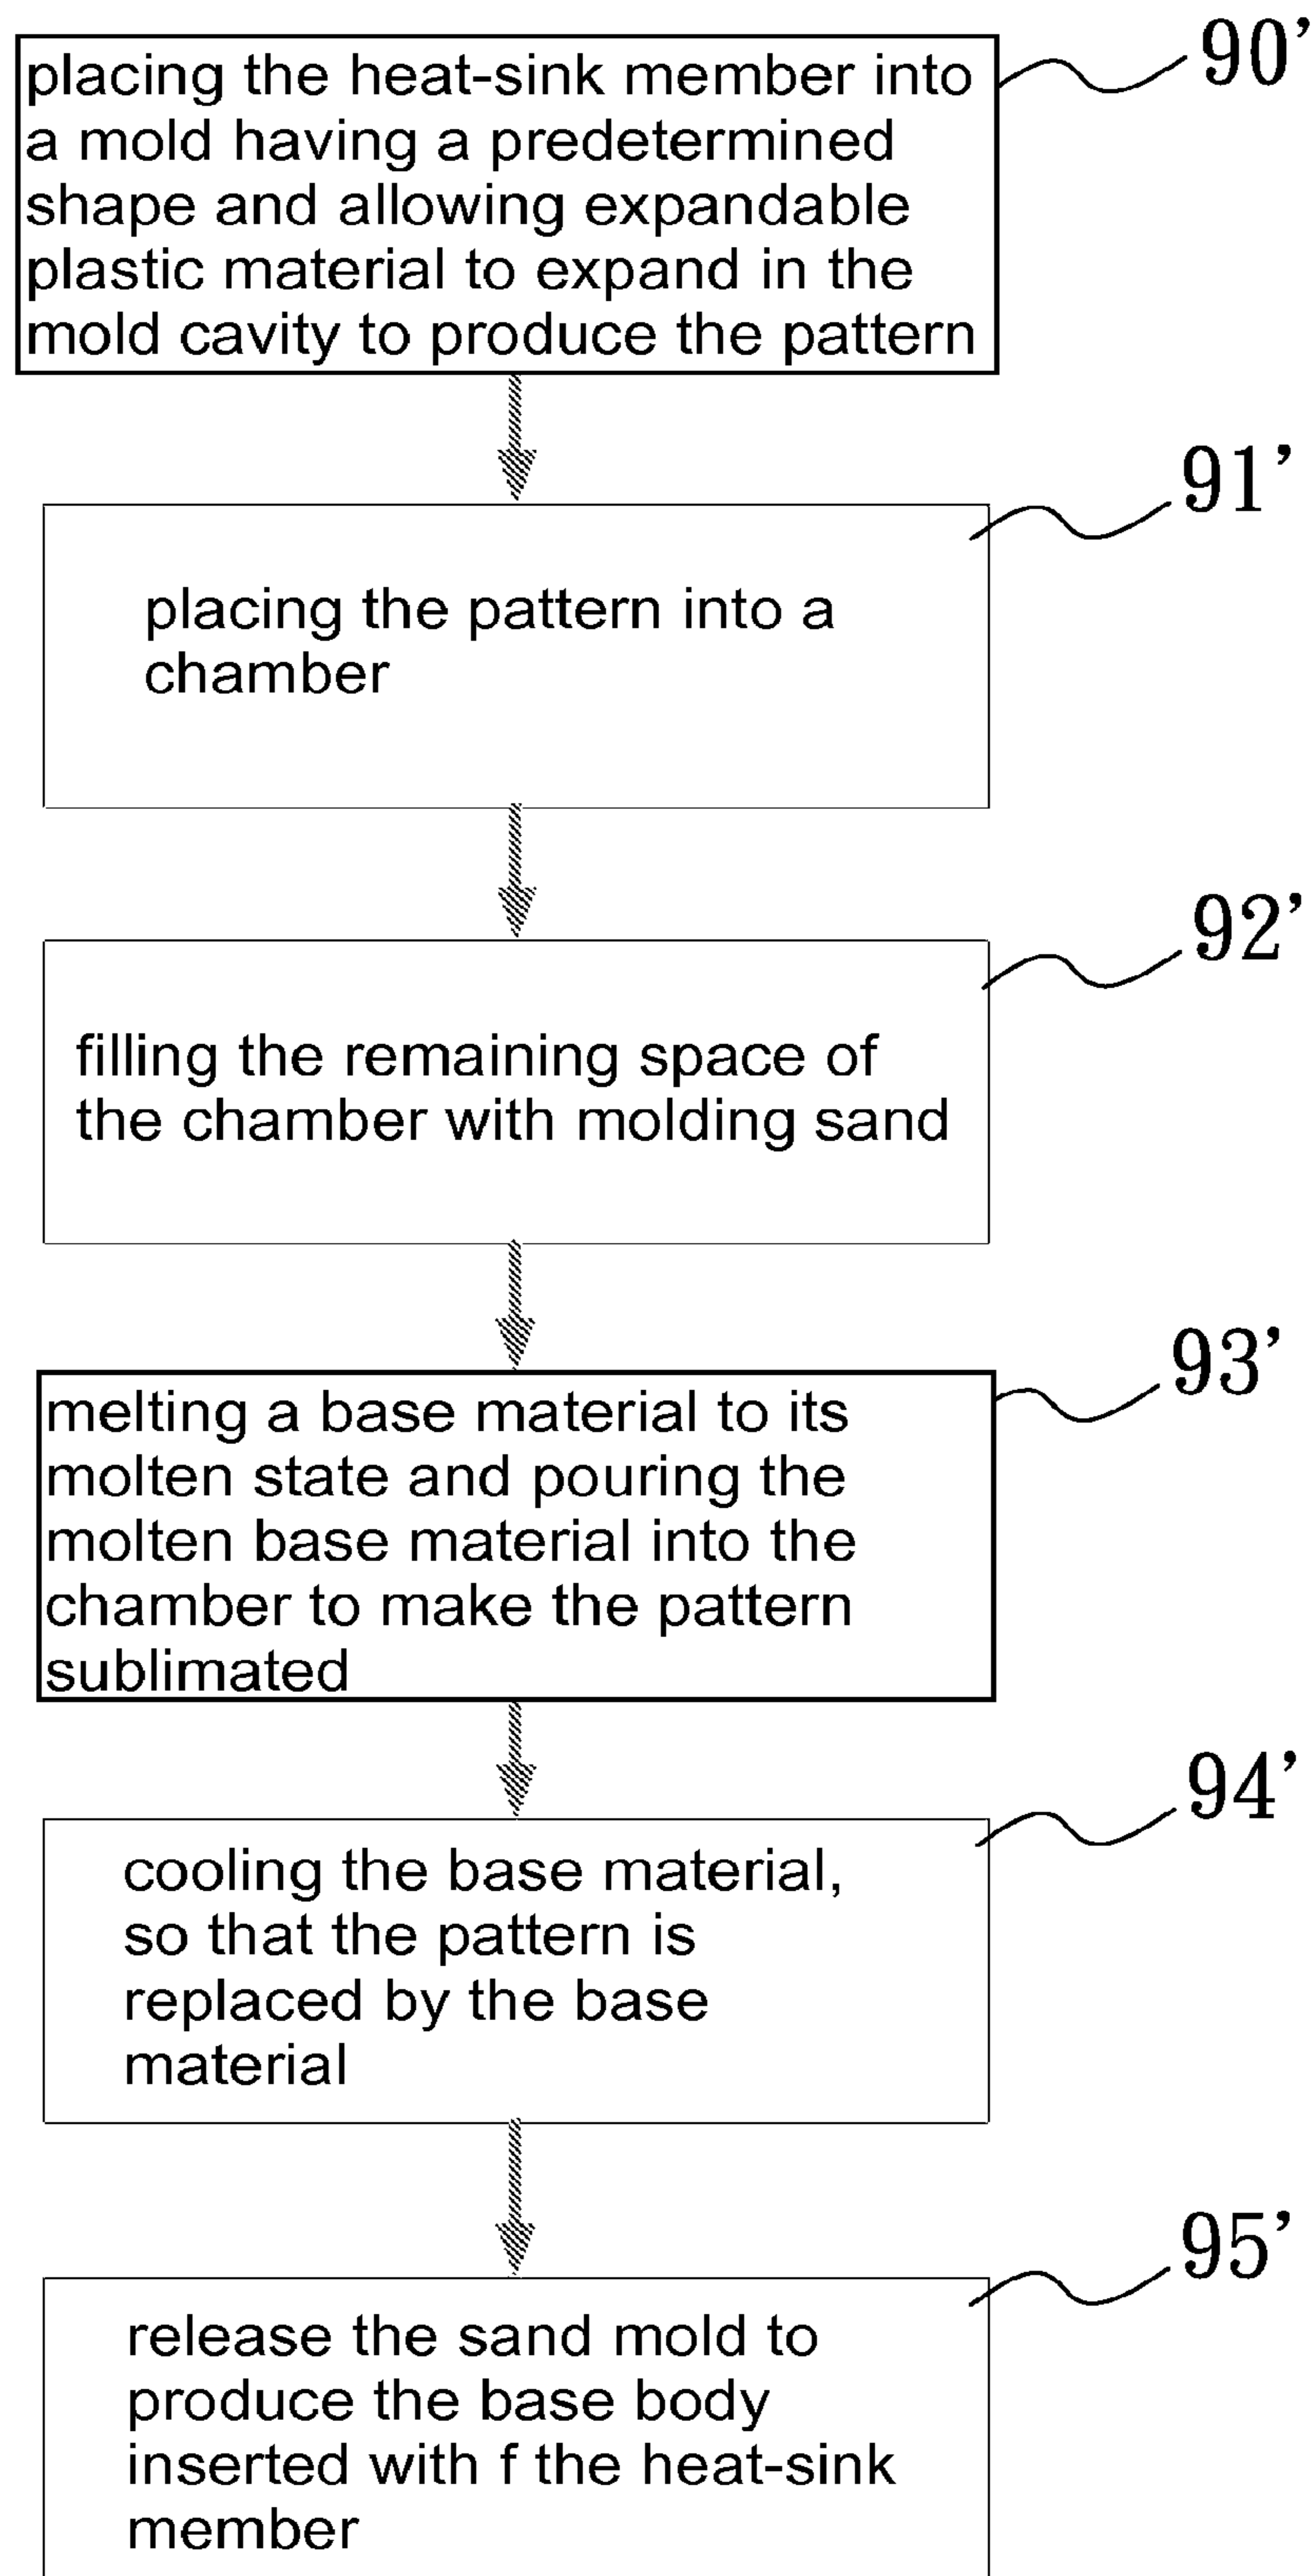 90’
placing the heat-sink member into
a mold having a predetermined
shape and allowing expandable
plastic material to expand in the
mold cavity to produce the pattern
91’
placing the pattern into a
chamber
92’
filling the remaining space of
the chamber with molding sand
93’
melting a base material to its
molten state and pouring the
molten base material into the
chamber to make the pattern
sublimated
94’
cooling the base material,
so that the pattern is
replaced by the base
material
95’
release the sand mold to
produce the base body
inserted with f the heat-sink
member